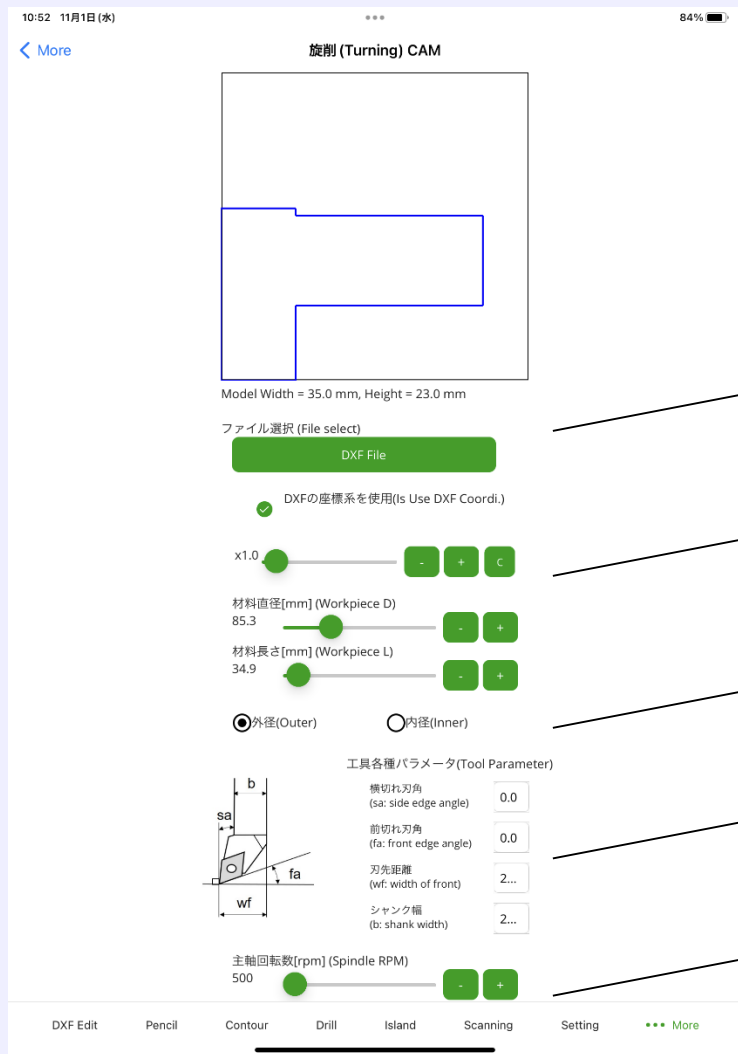 10:52 11月1日 (水)
84%
More
旋削 (Turning) CAM
Model Width = 35.0 mm, Height = 23.0 mm
ファイル選択 (File select)
DXF File
DXFの座標系を使用(Is Use DXF Coordi.)
x1.0
- + C
材料直径[mm] (Workpiece D)
85.3
- +
材料長さ[mm] (Workpiece L)
34.9
- +
外径(Outer) 内径(Inner)
工具各種パラメータ(Tool Parameter)
b
sa
fa
wf
横切れ刃角
(sa: side edge angle)
0.0
前切れ刃角
(fa: front edge angle)
0.0
刃先距離
(wf: width of front)
2...
シャンク幅
(b: shank width)
2...
主軸回転数[rpm] (Spindle RPM)
500
- +
DXF Edit Pencil Contour Drill Island Scanning Setting More